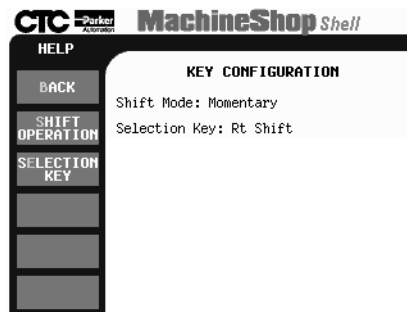 CTC Parker Automation MachineShop Shell
HELP
KEY CONFIGURATION
BACK
Shift Mode: Momentary
SHIFT OPERATION
Selection Key: Rt Shift
SELECTION KEY